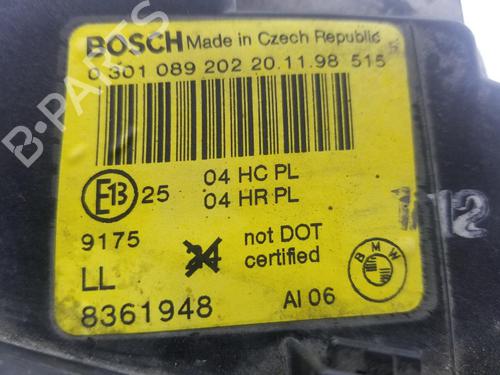 BOSCH Made in Czech Republic
0 301 089 202 20.11.98 515
E13 25 04 HC PL
04 HR PL
9175 not DOT
certified
LL
8361948 AI 06
BMW
12
B-PARTS